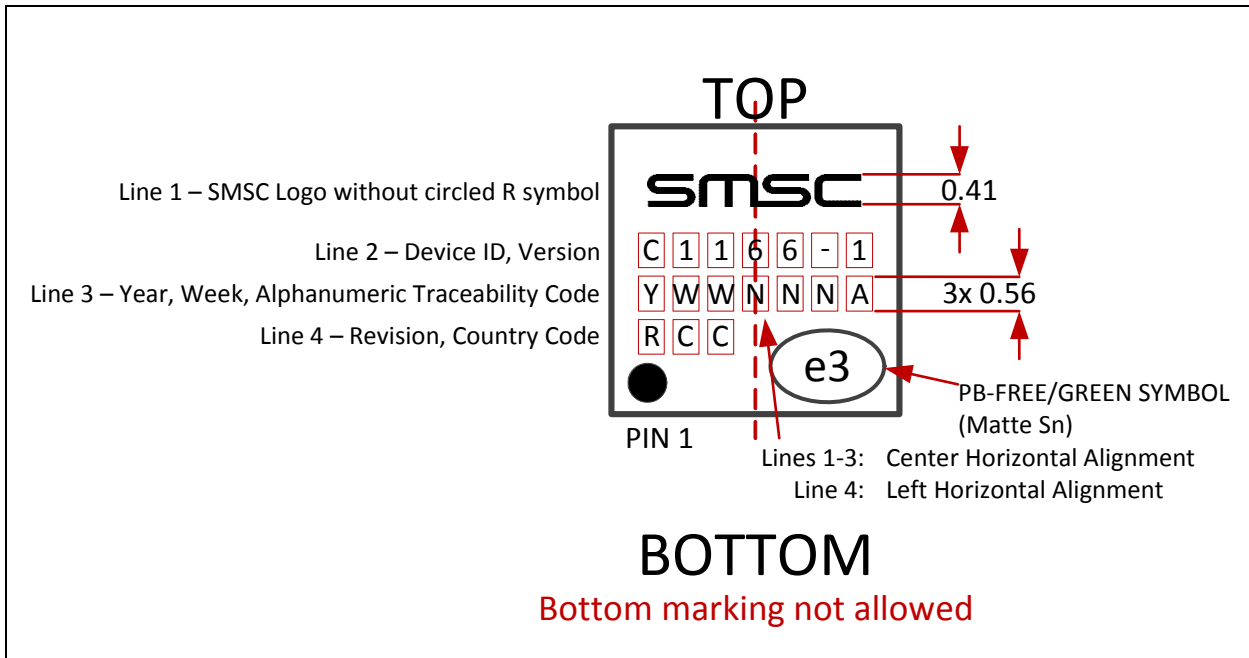 TOP
Line 1 – SMSC Logo without circled R symbol
SMSC
0.41
Line 2 – Device ID, Version
C 1 1 6 6 - 1
Line 3 – Year, Week, Alphanumeric Traceability Code
Y W W N N N A
3x 0.56
Line 4 – Revision, Country Code
R C C
e3
PB-FREE/GREEN SYMBOL
(Matte Sn)
PIN 1
Lines 1-3: Center Horizontal Alignment
Line 4: Left Horizontal Alignment
BOTTOM
Bottom marking not allowed